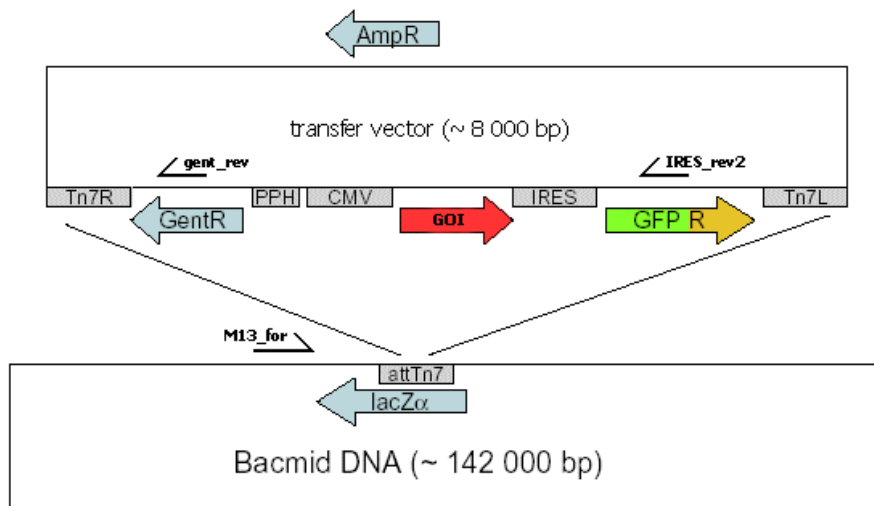 AmpR
transfer vector (~ 8 000 bp)
gent_rev
IRES_rev2
Tn7R
PPH
CMV
IRES
Tn7L
GentR
GOI
GFP R
M13_for
attTn7
lacZα
Bacmid DNA (~ 142 000 bp)